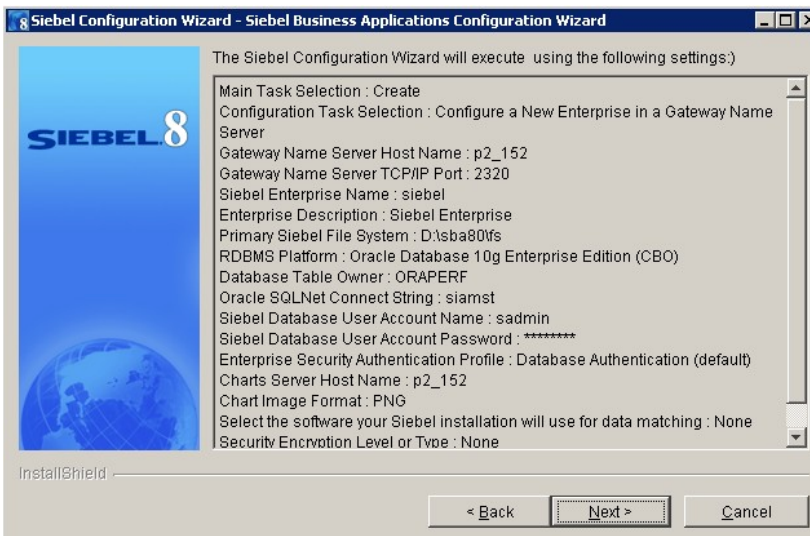 Siebel Configuration Wizard - Siebel Business Applications Configuration Wizard
The Siebel Configuration Wizard will execute using the following settings:)
SIEBEL. 8
Main Task Selection : Create
Configuration Task Selection : Configure a New Enterprise in a Gateway Name
Server
Gateway Name Server Host Name : p2_152
Gateway Name Server TCP/IP Port : 2320
Siebel Enterprise Name : siebel
Enterprise Description : Siebel Enterprise
Primary Siebel File System : D:\sba80\fs
RDBMS Platform : Oracle Database 10g Enterprise Edition (CBO)
Database Table Owner : ORAPERF
Oracle SQLNet Connect String : siamst
Siebel Database User Account Name : sadmin
Siebel Database User Account Password : ********
Enterprise Security Authentication Profile : Database Authentication (default)
Charts Server Host Name : p2_152
Chart Image Format : PNG
Select the software your Siebel installation will use for data matching : None
Security Encryption Level or Type : None
InstallShield
< Back
Next >
Cancel